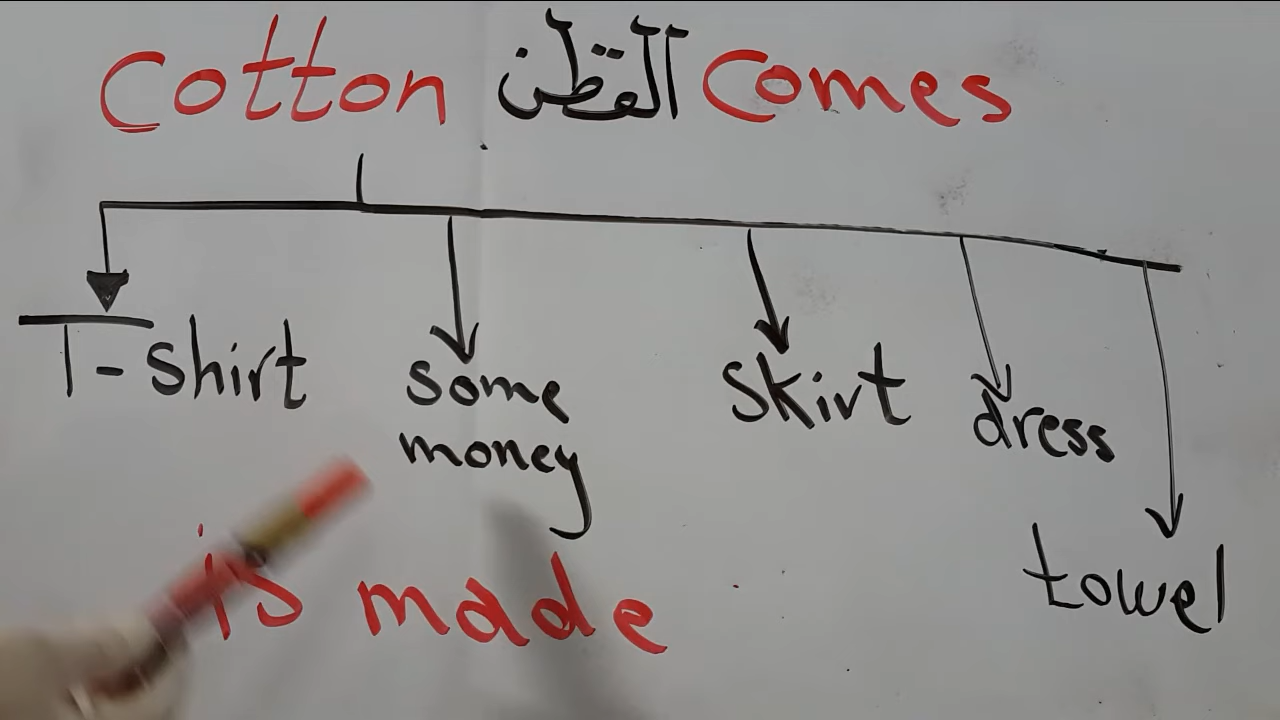 Cotton القطن Comes
T-shirt
some
money
Skirt
dress
towel
is made